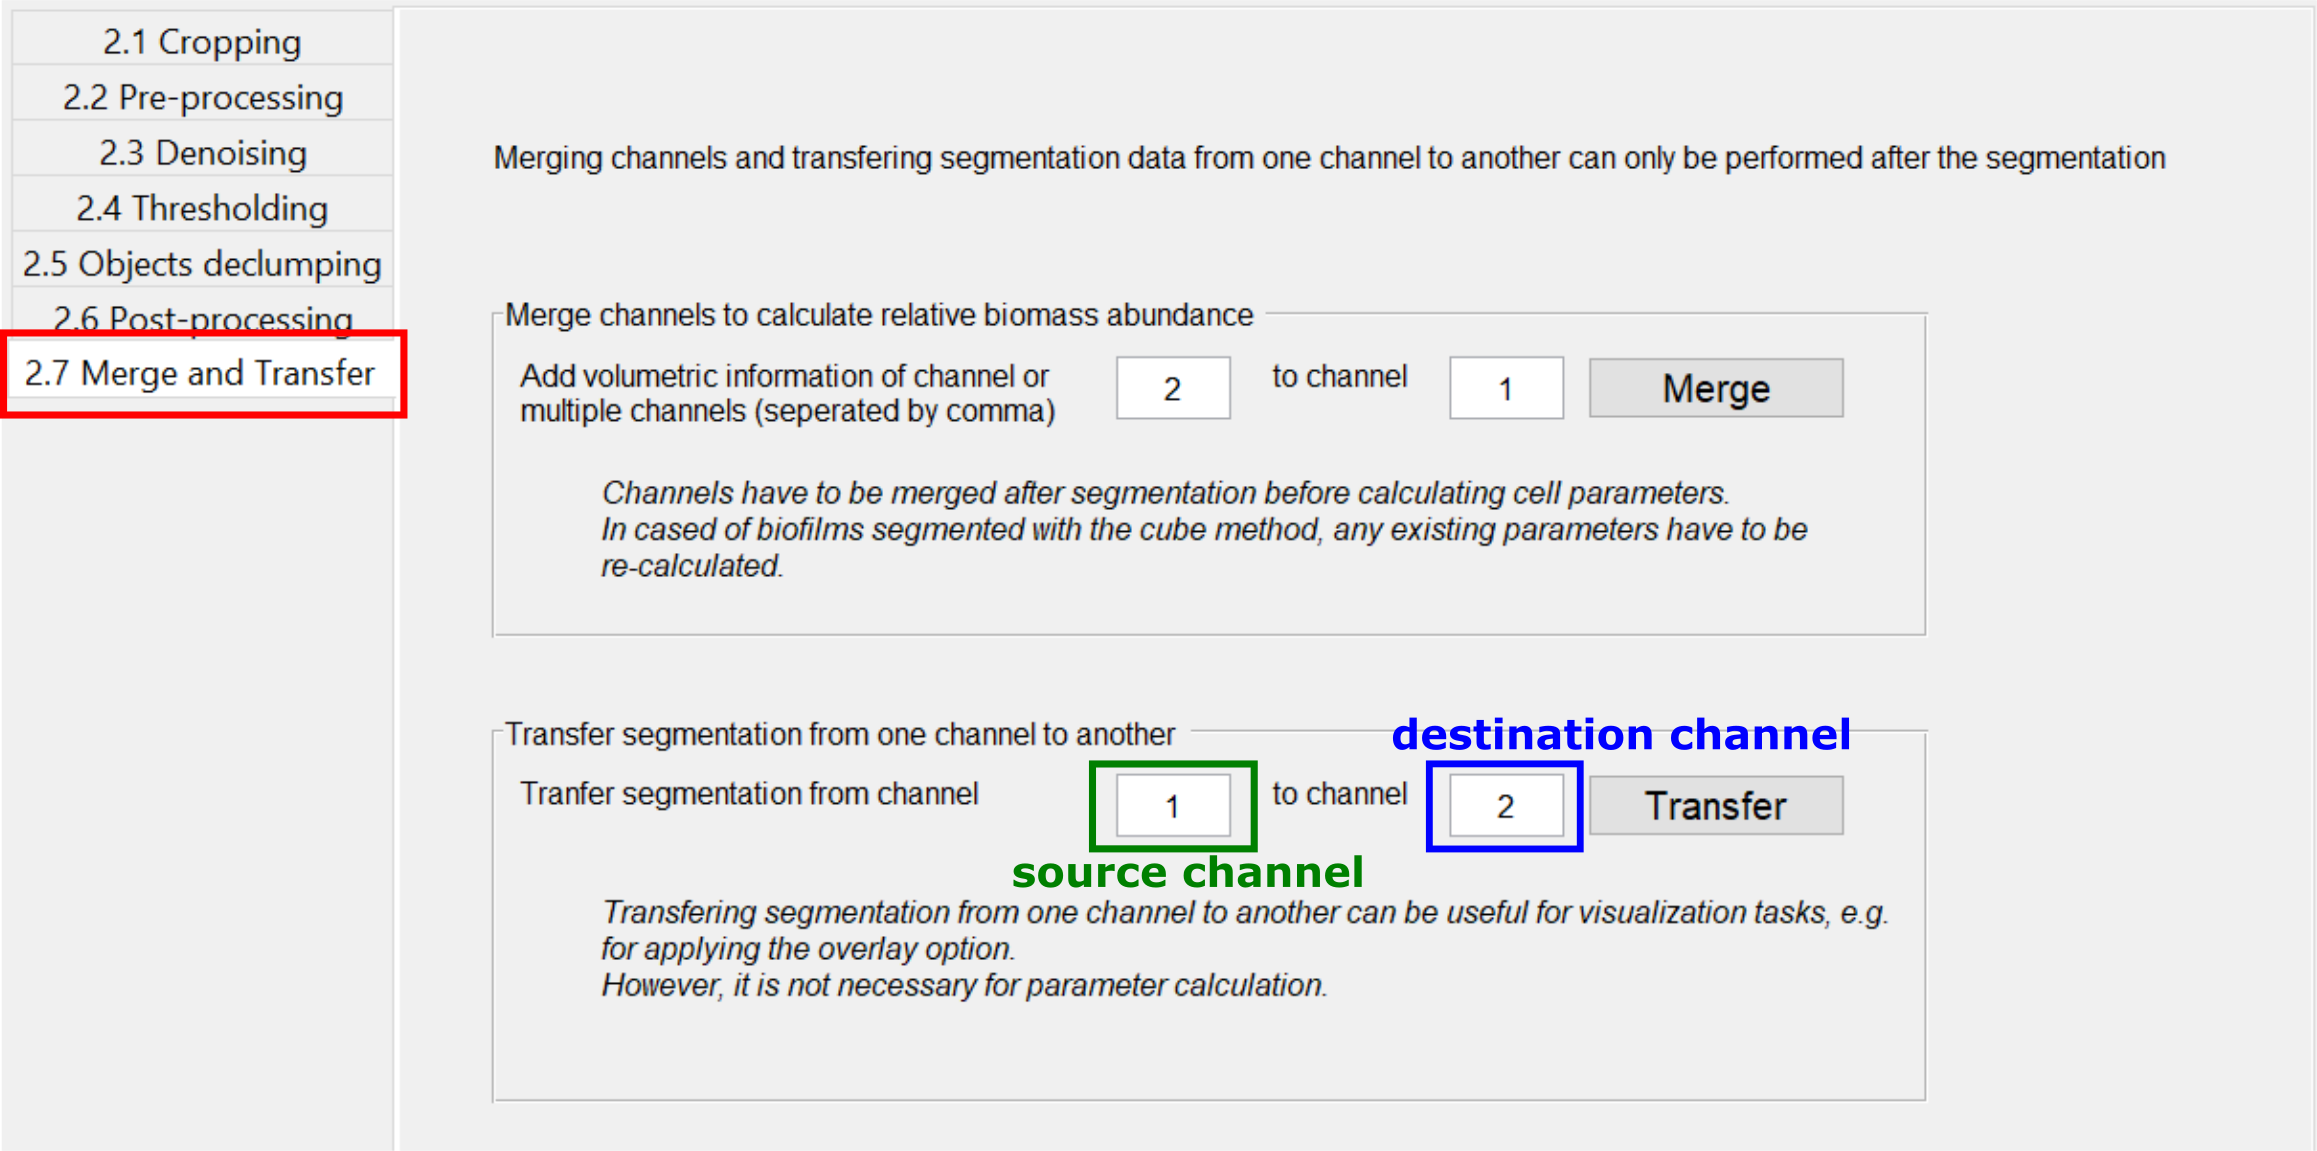 2.1 Cropping
2.2 Pre-processing
2.3 Denoising
2.4 Thresholding
2.5 Objects declumping
2.6 Post-processing
2.7 Merge and Transfer
Merging channels and transfering segmentation data from one channel to another can only be performed after the segmentation
Merge channels to calculate relative biomass abundance
Add volumetric information of channel or
multiple channels (seperated by comma)
2
to channel
1
Merge
Channels have to be merged after segmentation before calculating cell parameters.
In cased of biofilms segmented with the cube method, any existing parameters have to be
re-calculated.
Transfer segmentation from one channel to another
destination channel
Tranfer segmentation from channel
1
to channel
2
Transfer
source channel
Transfering segmentation from one channel to another can be useful for visualization tasks, e.g.
for applying the overlay option.
However, it is not necessary for parameter calculation.